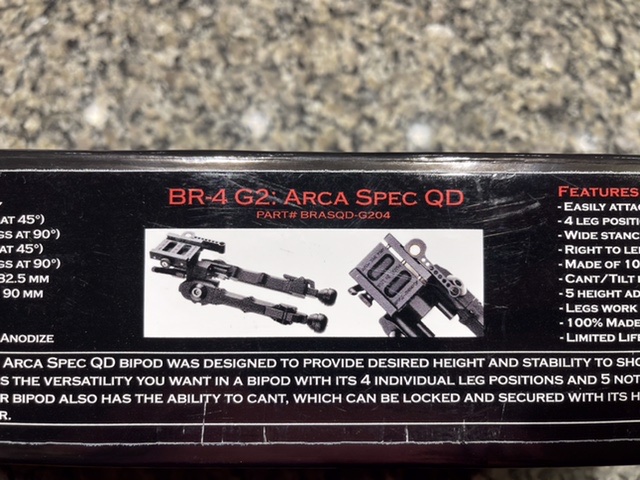 BR-4 G2: ARCA SPEC QD
PART# BRASQD-G204
AT 45°)
GS AT 90°)
AT 45°)
GS AT 90°)
82.5 MM
90 MM
ANODIZE
FEATURES
- EASILY ATTAC
- 4 LEG POSITI
- WIDE STANC
- RIGHT TO LE
- MADE OF 10
- CANT/TILT
- 5 HEIGHT AD
- LEGS WORK
- 100% MADE
- LIMITED LIFE
ARCA SPEC QD BIPOD WAS DESIGNED TO PROVIDE DESIRED HEIGHT AND STABILITY TO SHO
S THE VERSATILITY YOU WANT IN A BIPOD WITH ITS 4 INDIVIDUAL LEG POSITIONS AND 5 NOT
R BIPOD ALSO HAS THE ABILITY TO CANT, WHICH CAN BE LOCKED AND SECURED WITH ITS H
R.